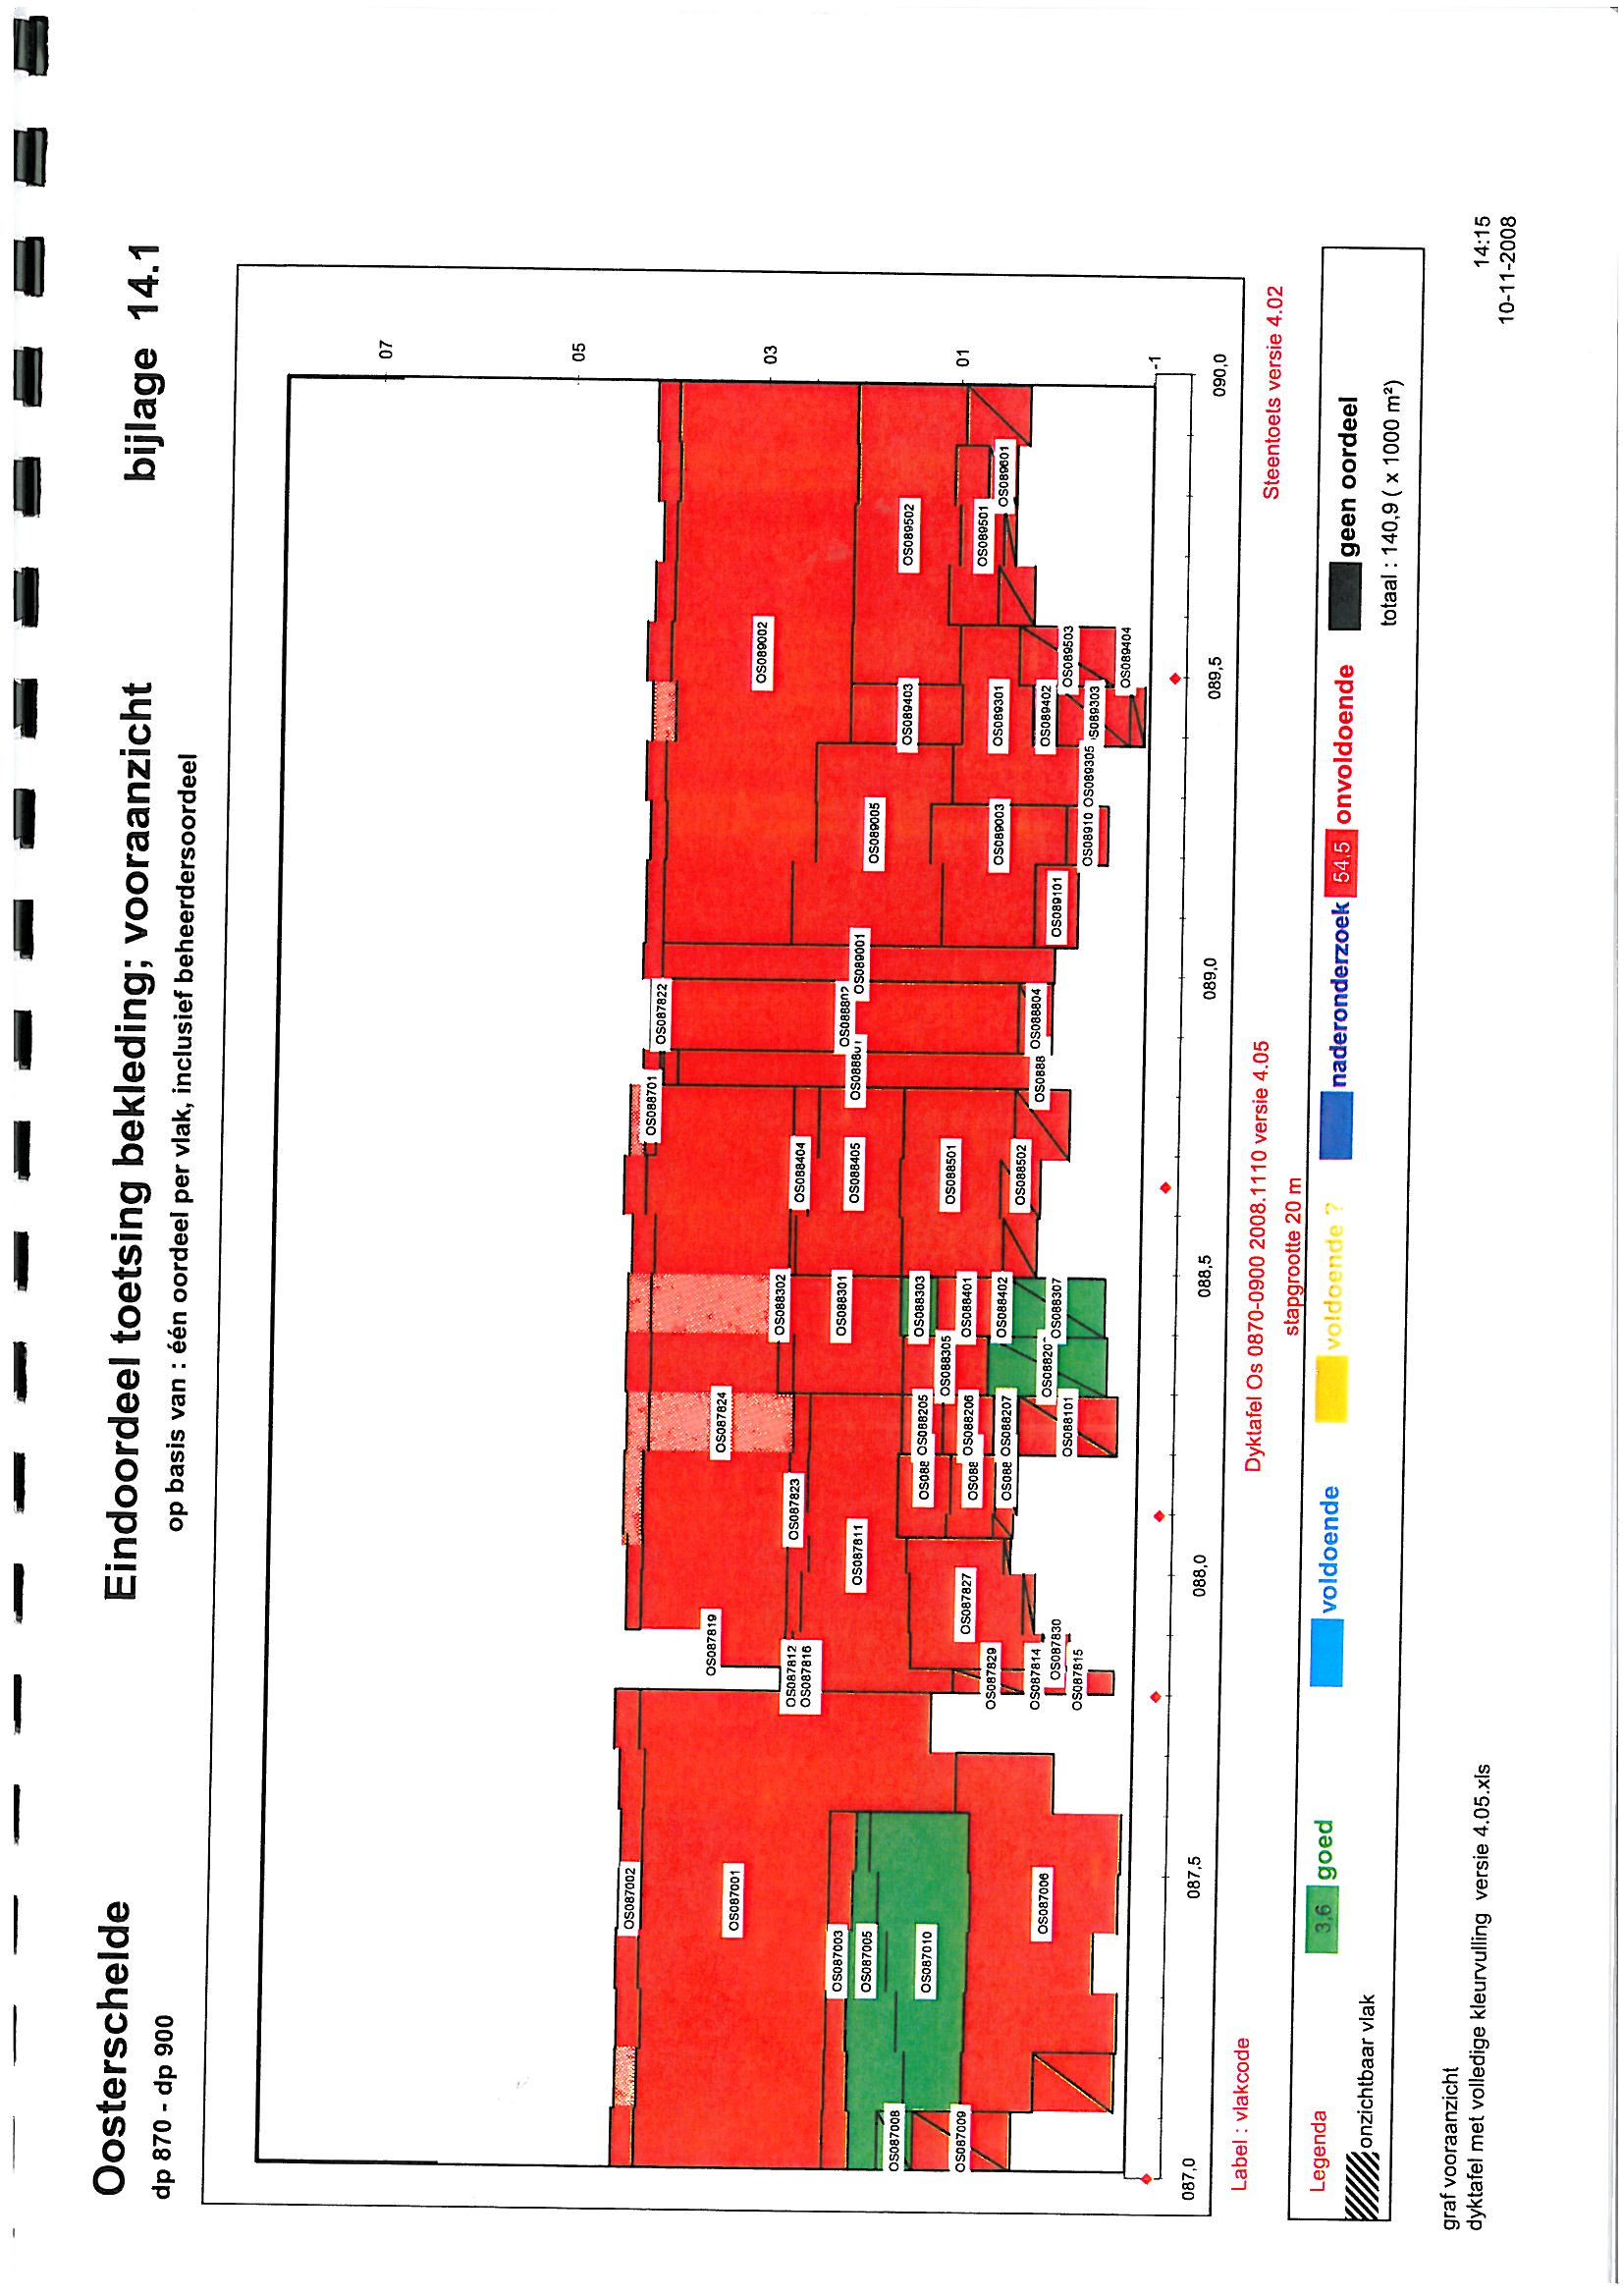 Oosterschelde
dp 870 - dp 900
Eindoordeel toetsing bekleding; vooraanzicht
bijlage 14.1
op basis van : één oordeel per vlak, inclusief beheerdersoordeel
07
05
03
01
-1
087,0
087,5
088,0
088,5
089,0
089,5
090,0
OS087002
OS087001
OS087003
OS087005
OS087010
OS087006
OS087008
OS087009
OS087819
OS087812
OS087816
OS087829
OS087814
OS087830
OS087815
OS087827
OS087811
OS087823
OS087824
OS088
OS088
OS088
OS088205
OS088206
OS088207
OS088101
OS088305
OS08820
OS088302
OS088301
OS088303
OS088401
OS088402
OS088307
OS088404
OS088405
OS088501
OS088502
OS088701
OS087822
OS0888
OS088804
OS089001
OS089101
OS089005
OS089003
OS08910
OS089305
OS089403
OS089301
OS089402
S089303
OS089503
OS089404
OS089002
OS089502
OS089501
OS089601
Label : vlakcode
Dyktafel Os 0870-0900 2008.1110 versie 4.05
stapgrootte 20 m
Steentoets versie 4.02
Legenda
3,6 goed
voldoende
voldoende ?
naderonderzoek
54,5 onvoldoende
geen oordeel
onzichtbaar vlak
totaal : 140,9 ( x 1000 m²)
graf vooraanzicht
dyktafel met volledige kleurvulling versie 4.05.xls
14:15
10-11-2008